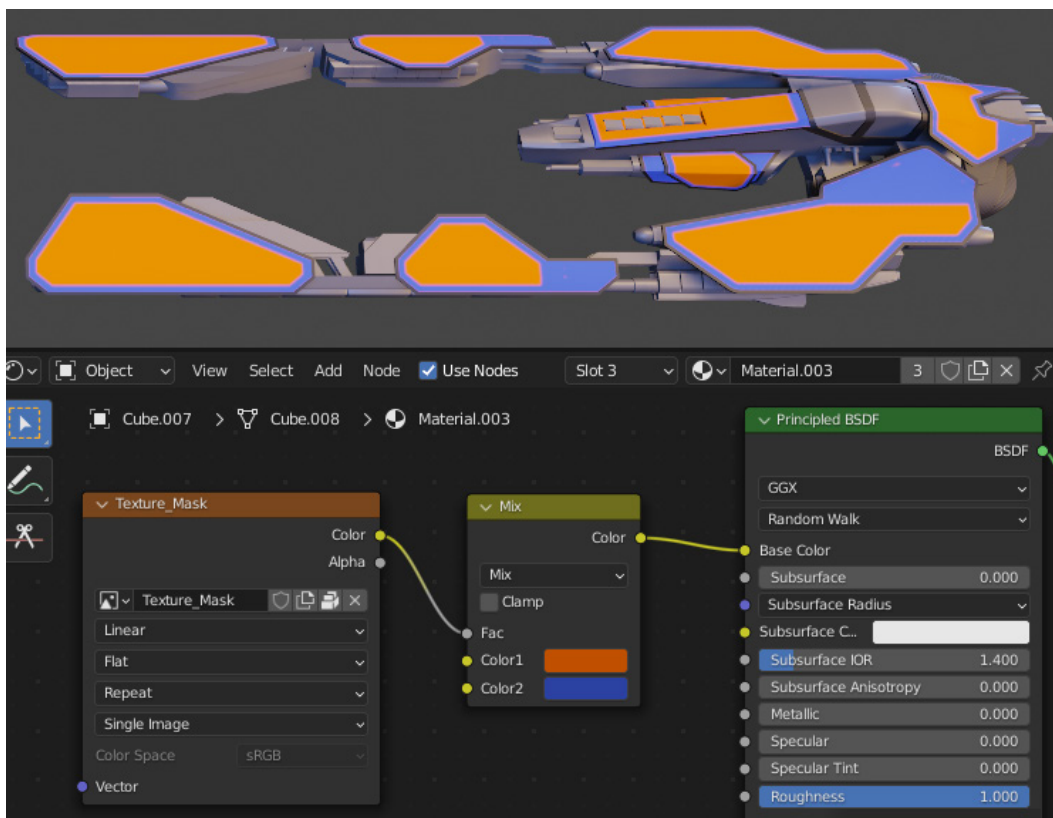 Object View Select Add Node Use Nodes Slot 3 Material.003 3
Cube.007 > Cube.008 > Material.003
Principled BSDF
BSDF
GGX
Random Walk
Base Color
Subsurface 0.000
Subsurface Radius
Subsurface C...
Subsurface IOR 1.400
Subsurface Anisotropy 0.000
Metallic 0.000
Specular 0.000
Specular Tint 0.000
Roughness 1.000
Texture_Mask
Color
Alpha
Texture_Mask
Linear
Flat
Repeat
Single Image
Color Space sRGB
Vector
Mix
Color
Mix
Clamp
Fac
Color1
Color2